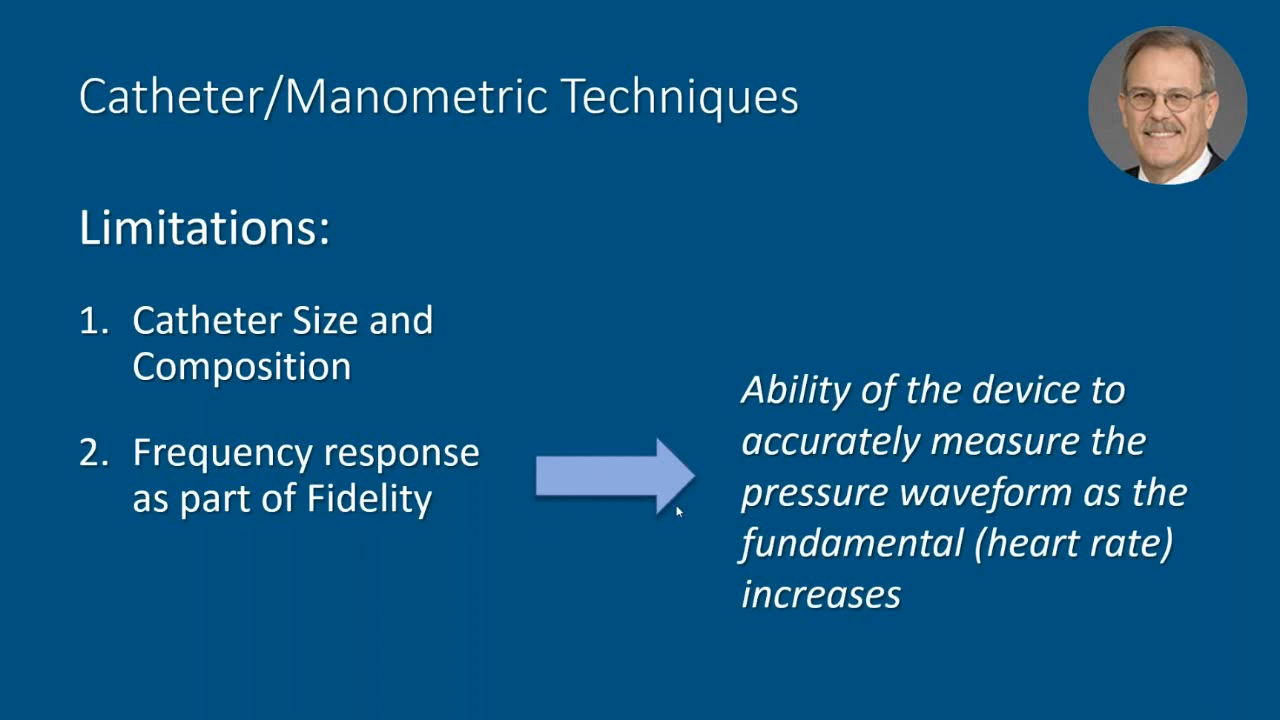 Catheter/Manometric Techniques
Limitations:
1. Catheter Size and
Composition
2. Frequency response
as part of Fidelity
Ability of the device to
accurately measure the
pressure waveform as the
fundamental (heart rate)
increases